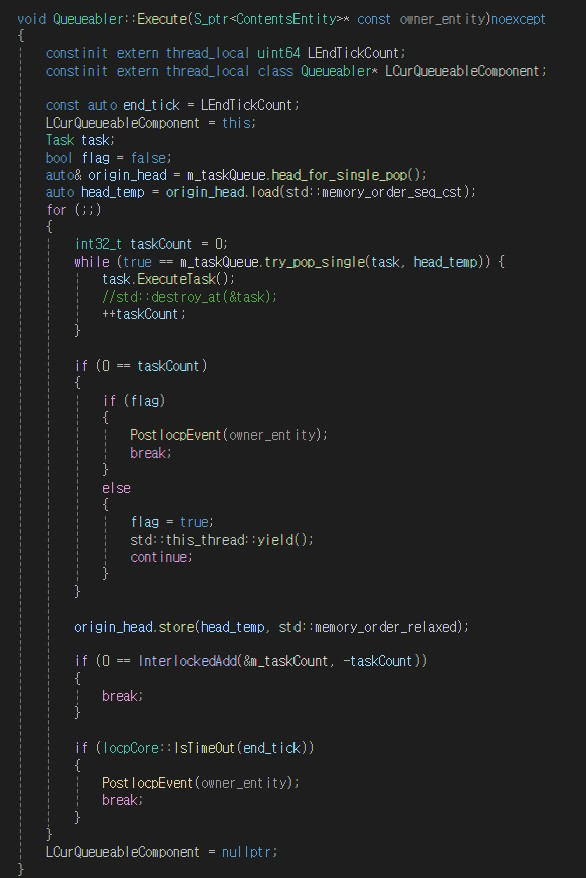 void Queueabler::Execute(S_ptr<ContentsEntity>* const owner_entity)noexcept
{
constinit extern thread_local uint64 LEndTickCount;
constinit extern thread_local class Queueabler* LCurQueueableComponent;
const auto end_tick = LEndTickCount;
LCurQueueableComponent = this;
Task task;
bool flag = false;
auto& origin_head = m_taskQueue.head_for_single_pop();
auto head_temp = origin_head.load(std::memory_order_seq_cst);
for (;;)
{
int32_t taskCount = 0;
while (true == m_taskQueue.try_pop_single(task, head_temp)) {
task.ExecuteTask();
//std::destroy_at(&task);
++taskCount;
}
if (0 == taskCount)
{
if (flag)
{
PostIocpEvent(owner_entity);
break;
}
else
{
flag = true;
std::this_thread::yield();
continue;
}
}
origin_head.store(head_temp, std::memory_order_relaxed);
if (0 == InterlockedAdd(&m_taskCount, -taskCount))
{
break;
}
if (IocpCore::IsTimeOut(end_tick))
{
PostIocpEvent(owner_entity);
break;
}
}
LCurQueueableComponent = nullptr;
}